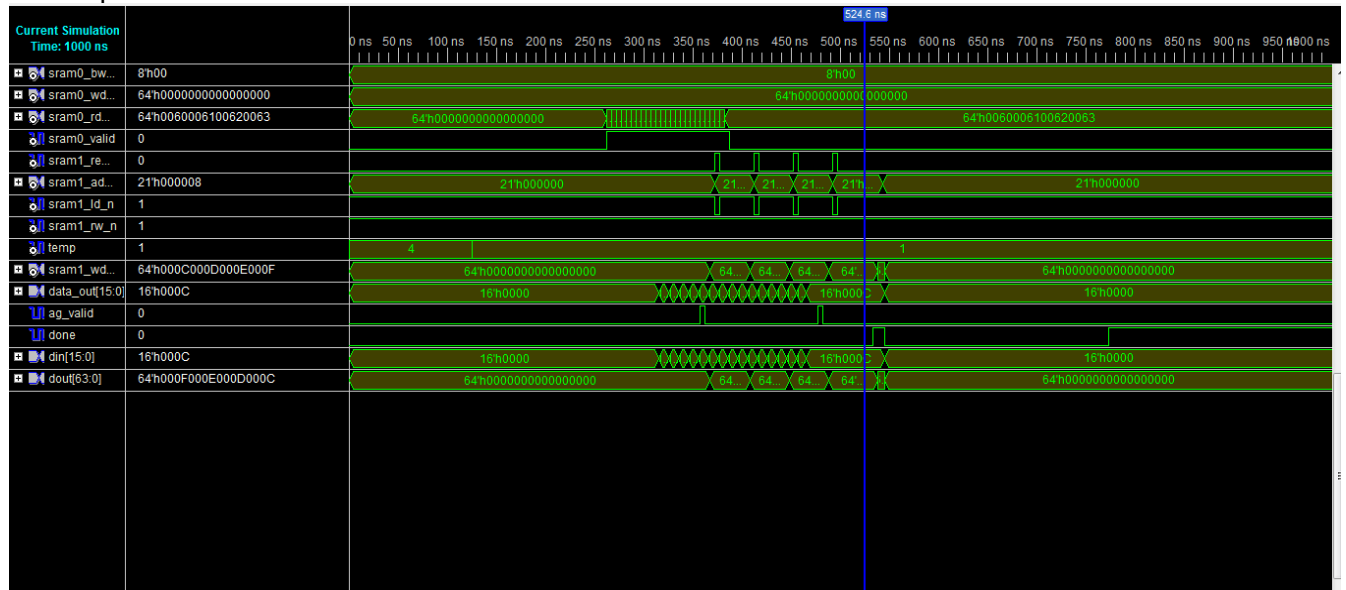 524.6 ns
Current Simulation
Time: 1000 ns
0 ns 50 ns 100 ns 150 ns 200 ns 250 ns 300 ns 350 ns 400 ns 450 ns 500 ns 550 ns 600 ns 650 ns 700 ns 750 ns 800 ns 850 ns 900 ns 950 ns 1000 ns
sram0_bw... 8'h00 8'h00
sram0_wd... 64'h0000000000000000 64'h0000000000000000
sram0_rd... 64'h0060006100620063 64'h0000000000000000 64'h0060006100620063
sram0_valid 0
sram1_re... 0
sram1_ad... 21'h000008 21'h000000 21... 21... 21... 21'h... 21'h000000
sram1_ld_n 1
sram1_rw_n 1
temp 1 4 1
sram1_wd... 64'h000C000D000E000F 64'h0000000000000000 64... 64... 64... 64'... 64'h0000000000000000
data_out[15:0] 16'h000C 16'h0000 16'h000C 16'h0000
ag_valid 0
done 0
din[15:0] 16'h000C 16'h0000 16'h000C 16'h0000
dout[63:0] 64'h000F000E000D000C 64'h0000000000000000 64... 64... 64... 64'... 64'h0000000000000000